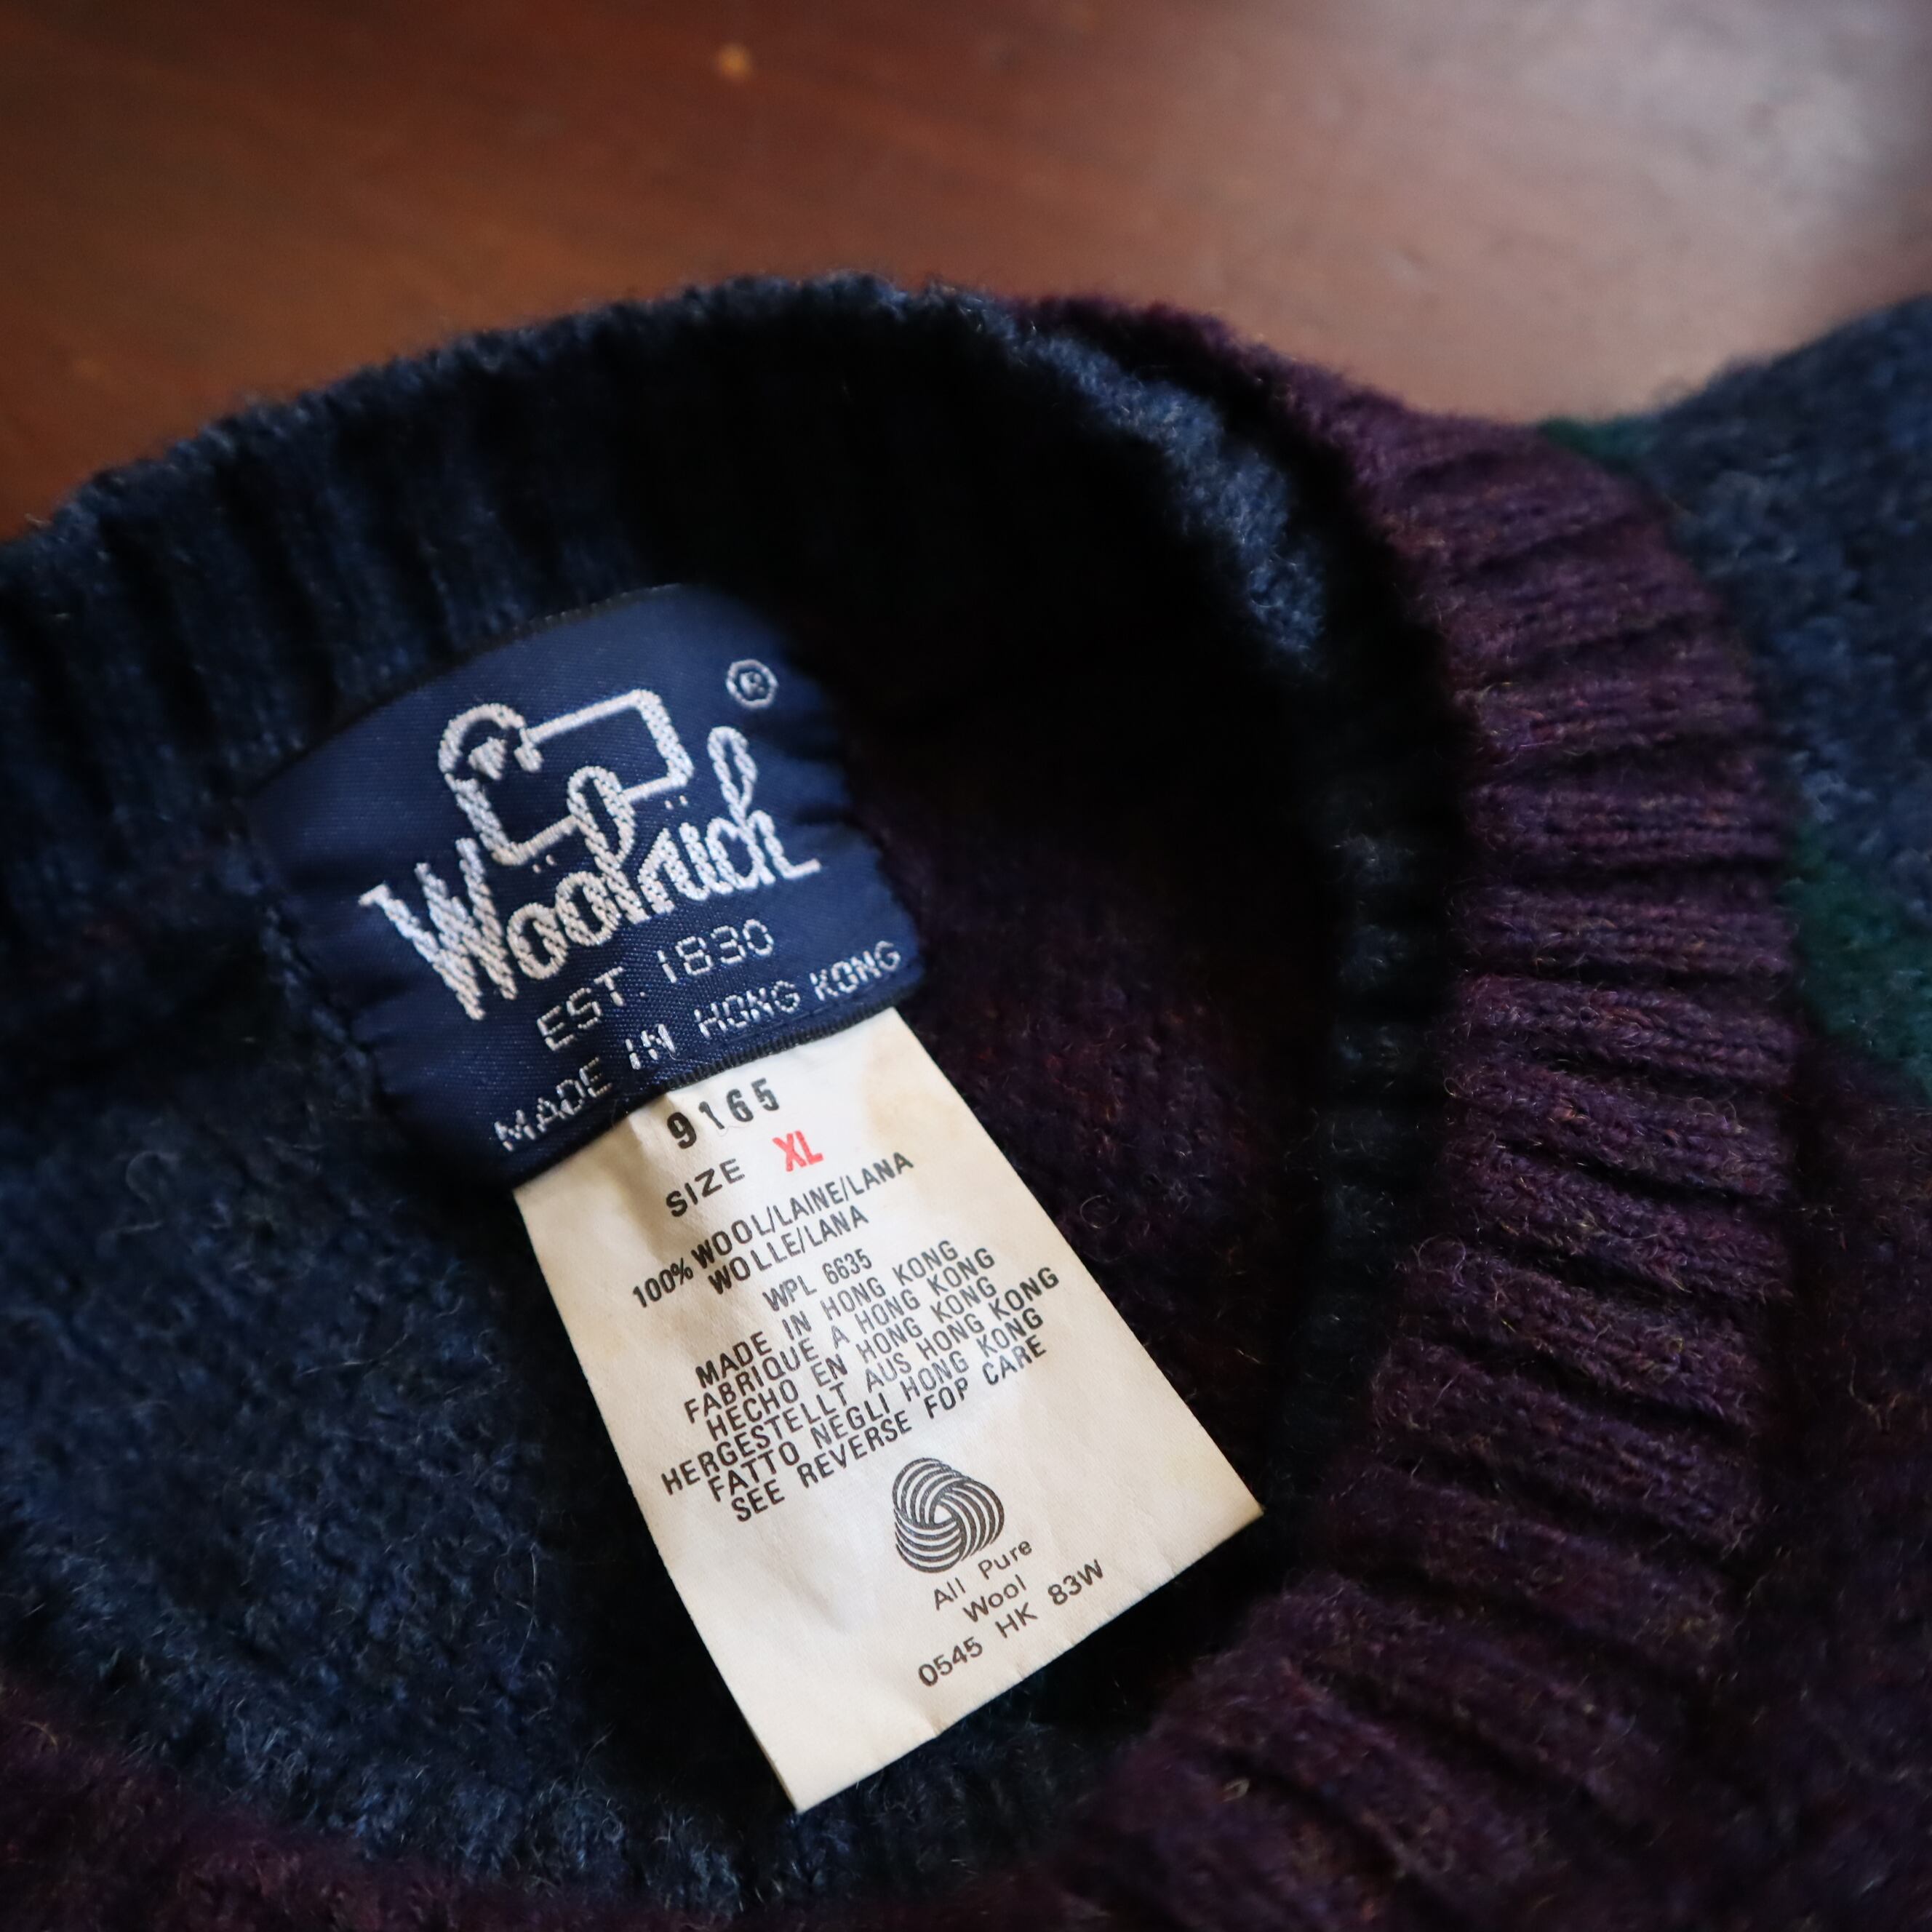 ®
Woolrich
EST. 1830
MADE IN HONG KONG
9165
SIZE XL
100% WOOL/LAINE/LANA
WOLLE/LANA
WPL 6635
MADE IN HONG KONG
FABRIQUE A HONG KONG
HECHO EN HONG KONG
HERGESTELLT AUS HONG KONG
FATTO NEGLI HONG KONG
SEE REVERSE FOP CARE
All Pure
Wool
0545 HK 83W